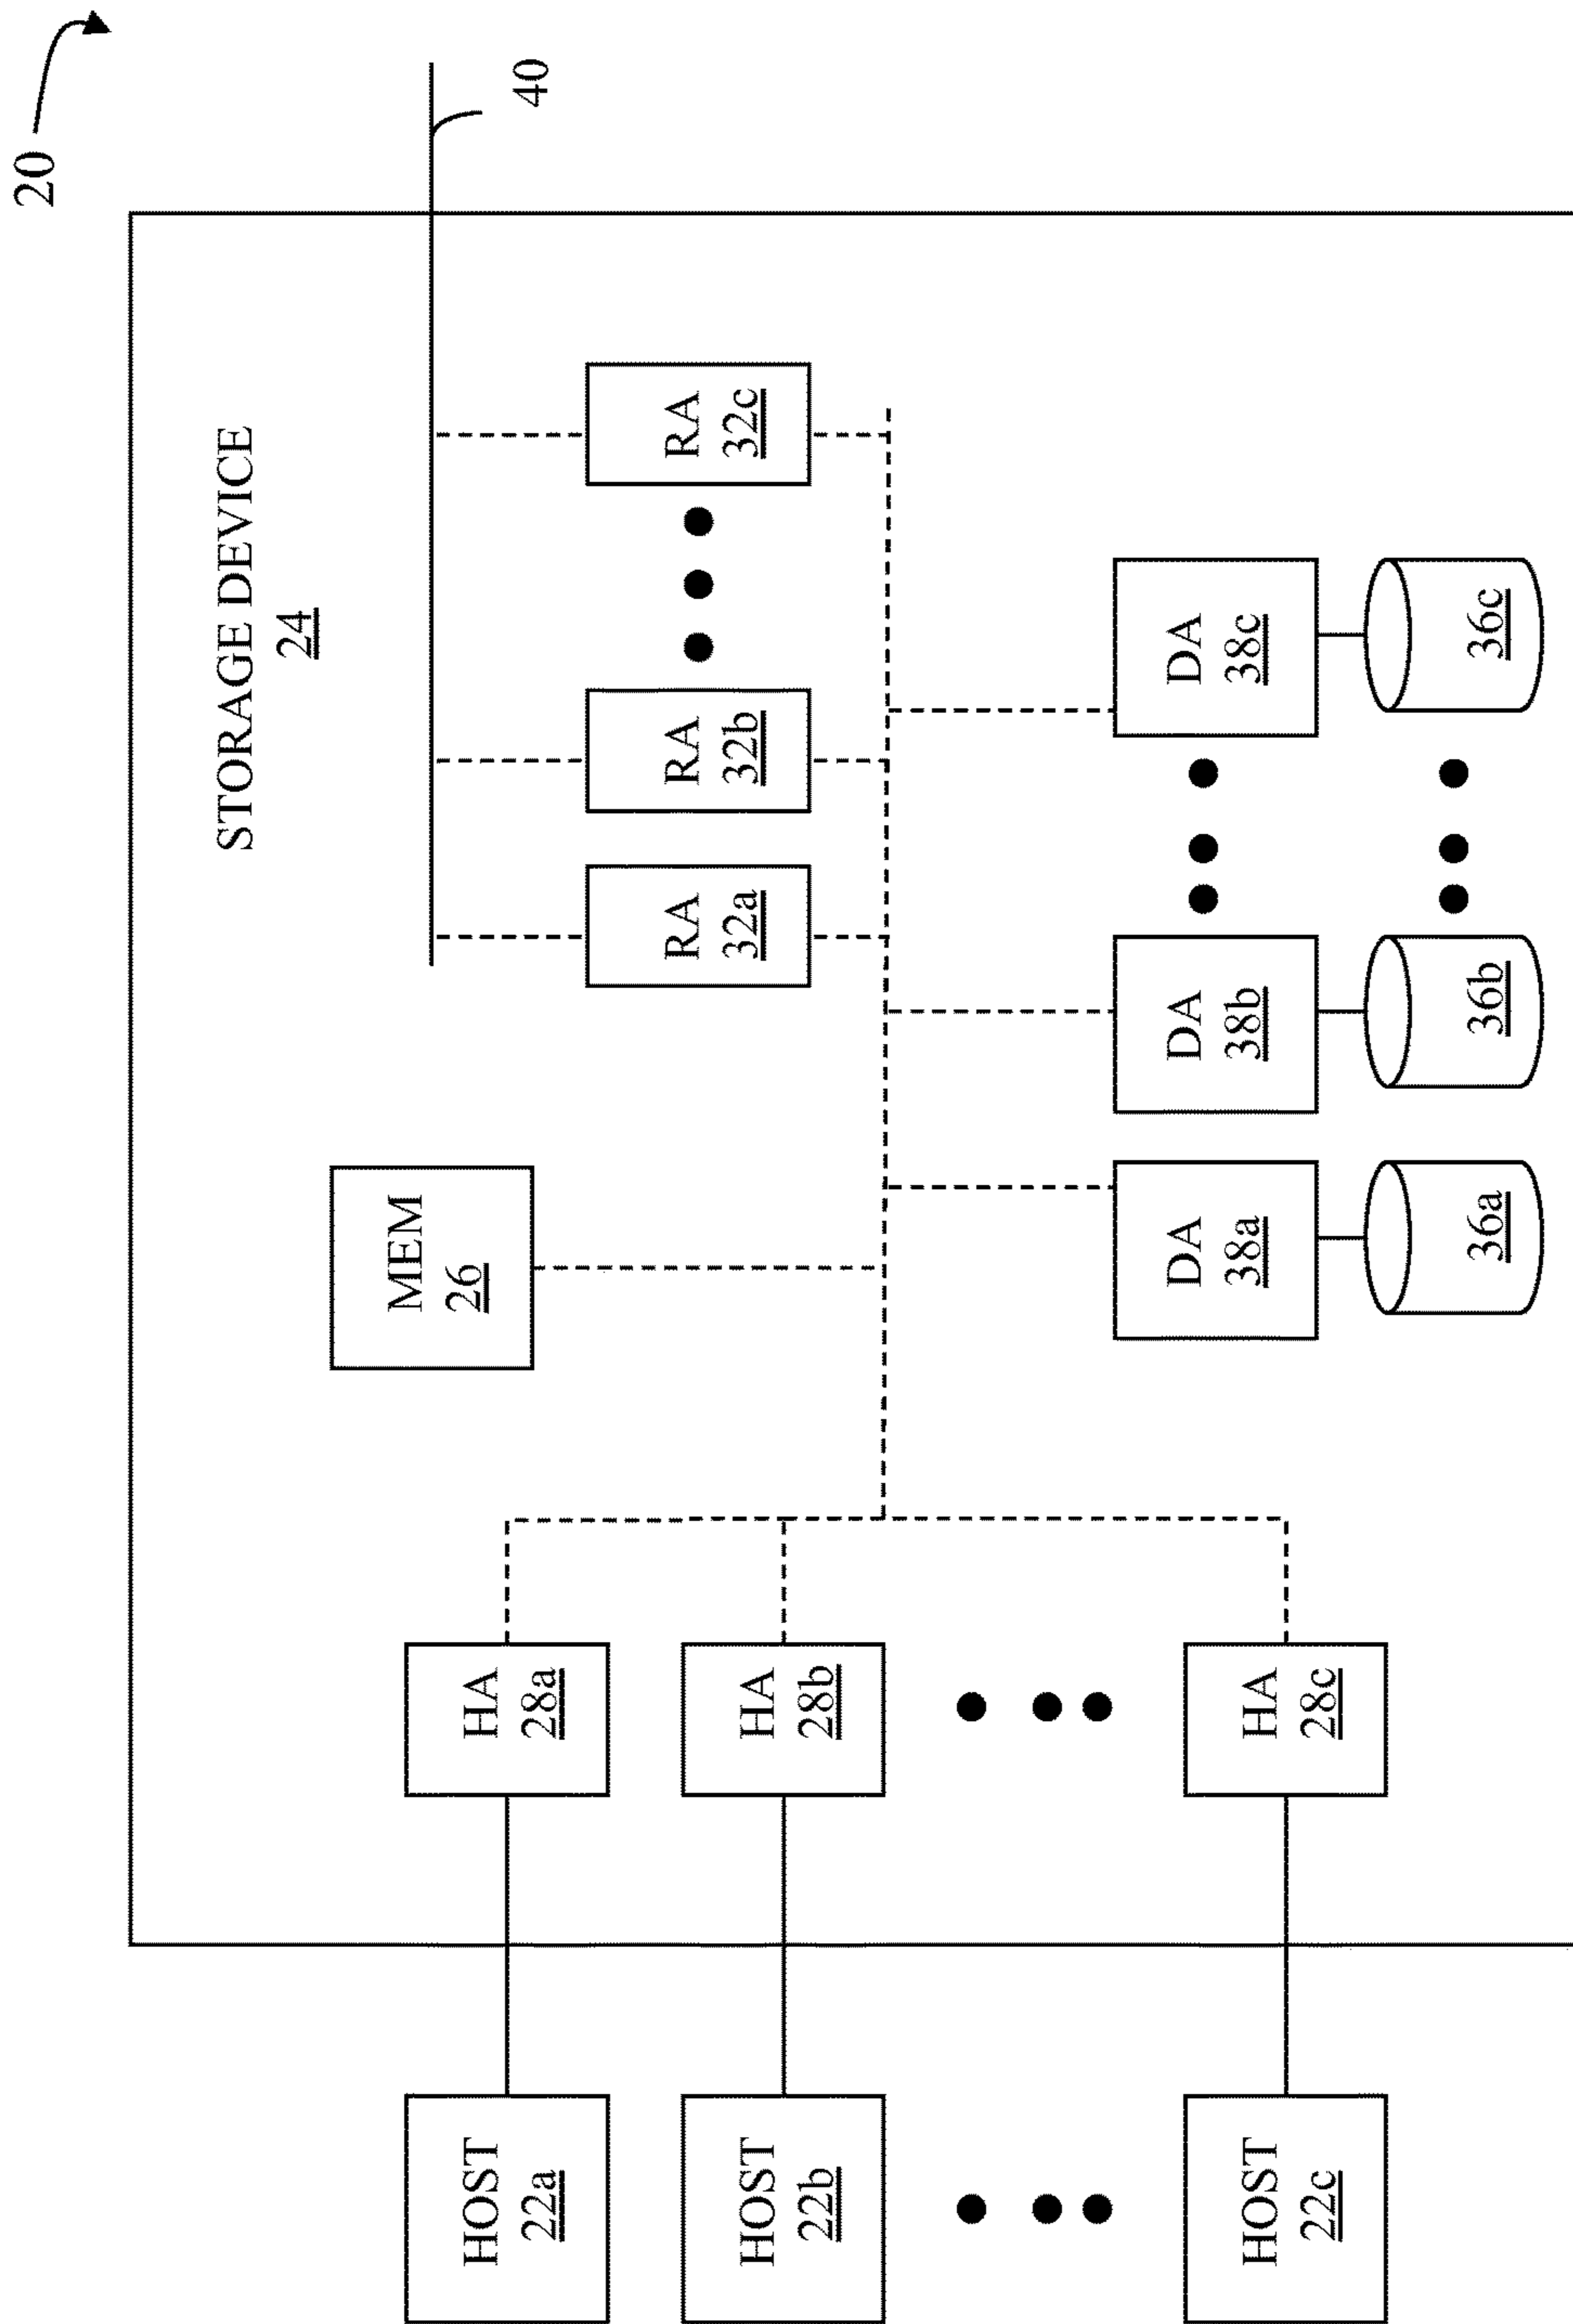 20
STORAGE DEVICE
24
40
MEM
26
RA
32a
RA
32b
RA
32c
HOST
22a
HA
28a
HOST
22b
HA
28b
HOST
22c
HA
28c
DA
38a
DA
38b
DA
38c
36a
36b
36c